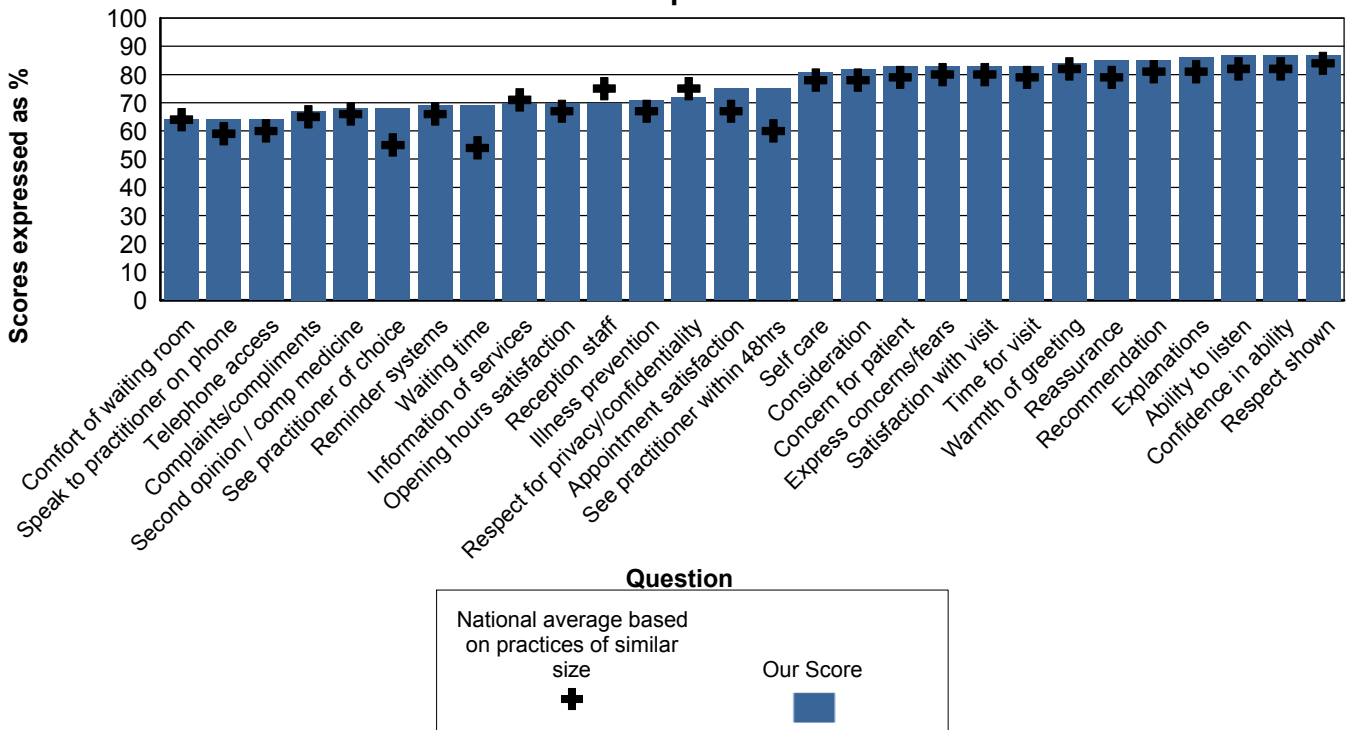 100
90
80
70
60
50
40
30
20
10
0
Scores expressed as %
Comfort of waiting room
Speak to practitioner on phone
Telephone access
Complaints/compliments
Second opinion / comp medicine
See practitioner of choice
Reminder systems
Waiting time
Information of services
Opening hours satisfaction
Reception staff
Illness prevention
Respect for privacy/confidentiality
Appointment satisfaction
See practitioner within 48hrs
Self care
Consideration
Concern for patient
Express concerns/fears
Satisfaction with visit
Time for visit
Warmth of greeting
Reassurance
Recommendation
Explanations
Ability to listen
Confidence in ability
Respect shown
Question
National average based
on practices of similar
size
Our Score